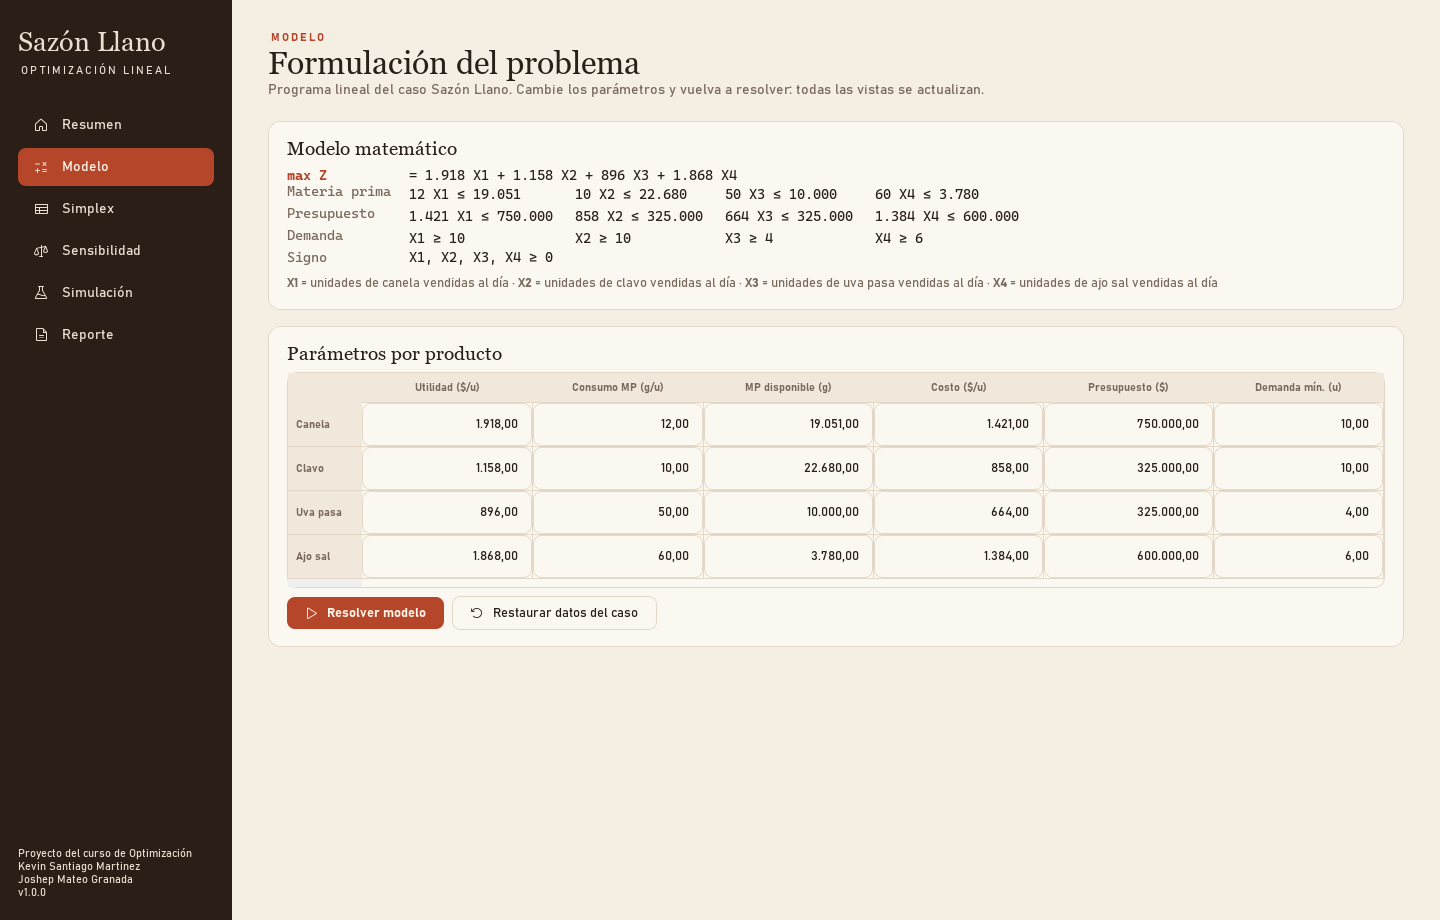 Sazón Llano
OPTIMIZACIÓN LINEAL
Resumen
Modelo
Simplex
Sensibilidad
Simulación
Reporte
Proyecto del curso de Optimización
Kevin Santiago Martinez
Joshep Mateo Granada
v1.0.0
MODELO
Formulación del problema
Programa lineal del caso Sazón Llano. Cambie los parámetros y vuelva a resolver: todas las vistas se actualizan.
Modelo matemático
max Z = 1.918 X1 + 1.158 X2 + 896 X3 + 1.868 X4
Materia prima 12 X1 ≤ 19.051 10 X2 ≤ 22.680 50 X3 ≤ 10.000 60 X4 ≤ 3.780
Presupuesto 1.421 X1 ≤ 750.000 858 X2 ≤ 325.000 664 X3 ≤ 325.000 1.384 X4 ≤ 600.000
Demanda X1 ≥ 10 X2 ≥ 10 X3 ≥ 4 X4 ≥ 6
Signo X1, X2, X3, X4 ≥ 0
X1 = unidades de canela vendidas al día · X2 = unidades de clavo vendidas al día · X3 = unidades de uva pasa vendidas al día · X4 = unidades de ajo sal vendidas al día
Parámetros por producto
Utilidad ($/u) Consumo MP (g/u) MP disponible (g) Costo ($/u) Presupuesto ($) Demanda mín. (u)
Canela 1.918,00 12,00 19.051,00 1.421,00 750.000,00 10,00
Clavo 1.158,00 10,00 22.680,00 858,00 325.000,00 10,00
Uva pasa 896,00 50,00 10.000,00 664,00 325.000,00 4,00
Ajo sal 1.868,00 60,00 3.780,00 1.384,00 600.000,00 6,00
Resolver modelo
Restaurar datos del caso